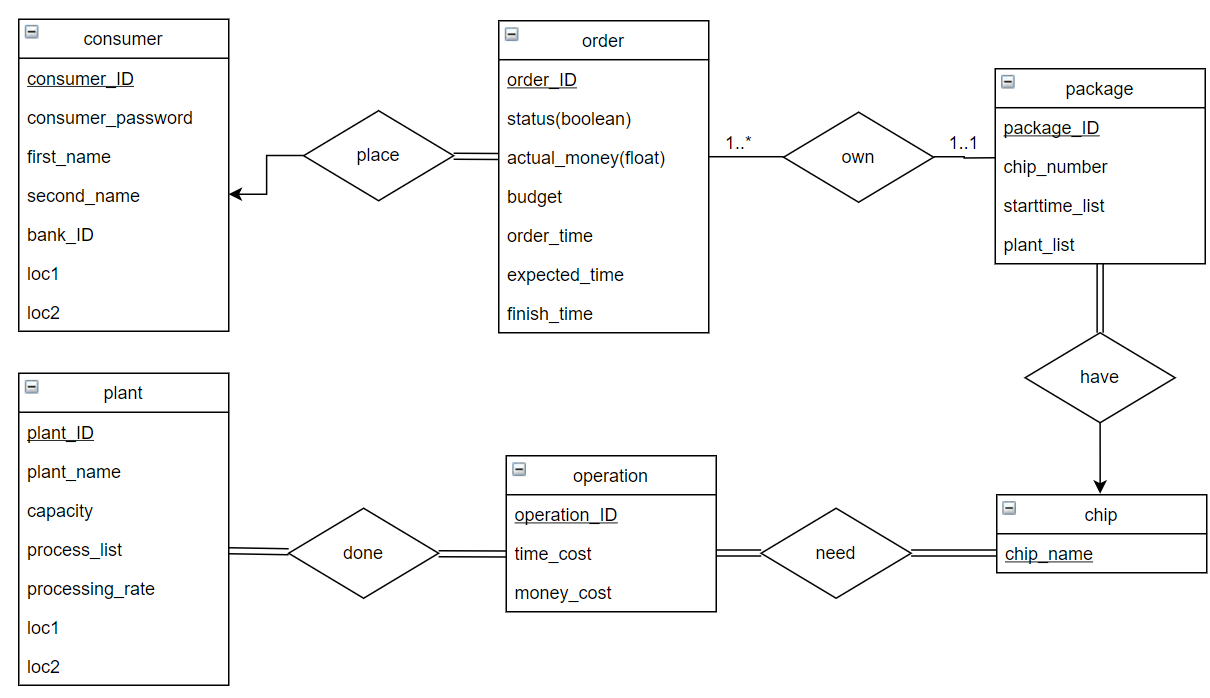 consumer
consumer_ID
consumer_password
first_name
second_name
bank_ID
loc1
loc2
place
order
order_ID
status(boolean)
actual_money(float)
budget
order_time
expected_time
finish_time
1..*
own
1..1
package
package_ID
chip_number
starttime_list
plant_list
have
plant
plant_ID
plant_name
capacity
process_list
processing_rate
loc1
loc2
done
operation
operation_ID
time_cost
money_cost
need
chip
chip_name